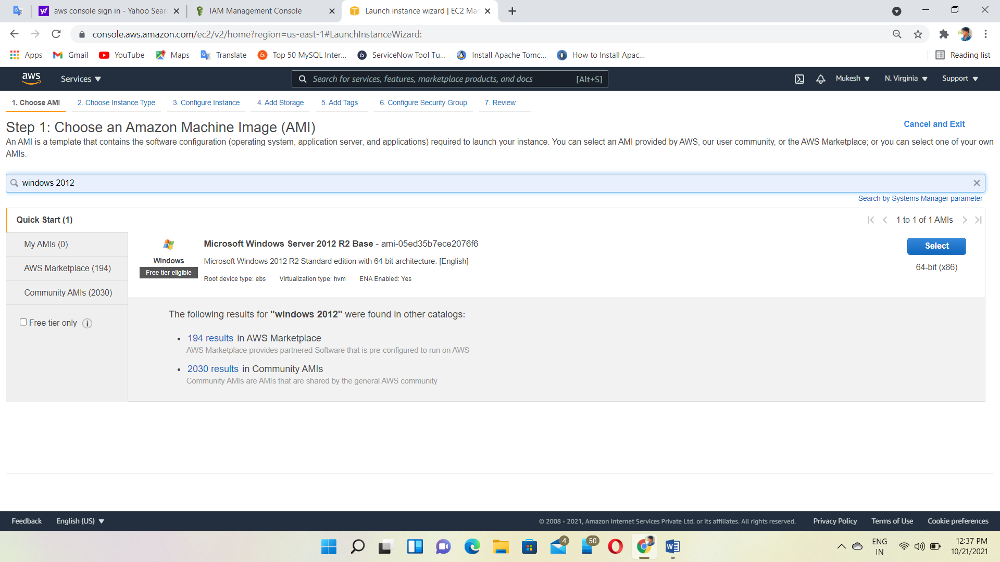 aws console sign in - Yahoo Sear
IAM Management Console
Launch instance wizard | EC2 Ma
console.aws.amazon.com/ec2/v2/home?region=us-east-1#LaunchInstanceWizard:
Apps
Gmail
YouTube
Maps
Translate
Top 50 MySQL Inter...
ServiceNow Tool Tu...
Install Apache Tomc...
How to Install Apac...
Reading list
aws
Services
Search for services, features, marketplace products, and docs
[Alt+S]
Mukesh
N. Virginia
Support
1. Choose AMI
2. Choose Instance Type
3. Configure Instance
4. Add Storage
5. Add Tags
6. Configure Security Group
7. Review
Step 1: Choose an Amazon Machine Image (AMI)
Cancel and Exit
An AMI is a template that contains the software configuration (operating system, application server, and applications) required to launch your instance. You can select an AMI provided by AWS, our user community, or the AWS Marketplace; or you can select one of your own
AMIs.
windows 2012
Search by Systems Manager parameter
Quick Start (1)
1 to 1 of 1 AMIs
My AMIs (0)
AWS Marketplace (194)
Community AMIs (2030)
Free tier only
Windows
Free tier eligible
Microsoft Windows Server 2012 R2 Base - ami-05ed35b7ece2076f6
Microsoft Windows 2012 R2 Standard edition with 64-bit architecture. [English]
Root device type: ebs
Virtualization type: hvm
ENA Enabled: Yes
Select
64-bit (x86)
The following results for "windows 2012" were found in other catalogs:
194 results in AWS Marketplace
AWS Marketplace provides partnered Software that is pre-configured to run on AWS
2030 results in Community AMIs
Community AMIs are AMIs that are shared by the general AWS community
Feedback
English (US)
© 2008 - 2021, Amazon Internet Services Private Ltd. or its affiliates. All rights reserved.
Privacy Policy
Terms of Use
Cookie preferences
4
50
ENG
IN
12:37 PM
10/21/2021